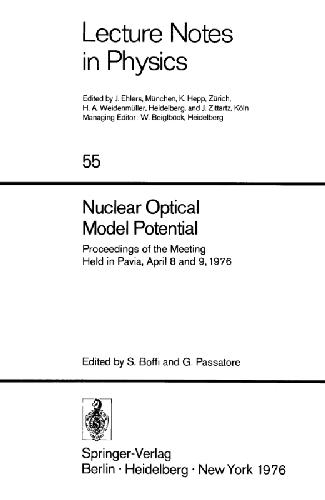 Lecture Notes
in Physics
Edited by J. Ehlers, München, K. Hepp, Zürich,
H. A. Weidenmüller, Heidelberg, and J. Zittartz, Köln
Managing Editor: W. Beiglböck, Heidelberg
55
Nuclear Optical
Model Potential
Proceedings of the Meeting
Held in Pavia, April 8 and 9, 1976
Edited by S. Boffi and G. Passatore
Springer-Verlag
Berlin · Heidelberg · New York 1976